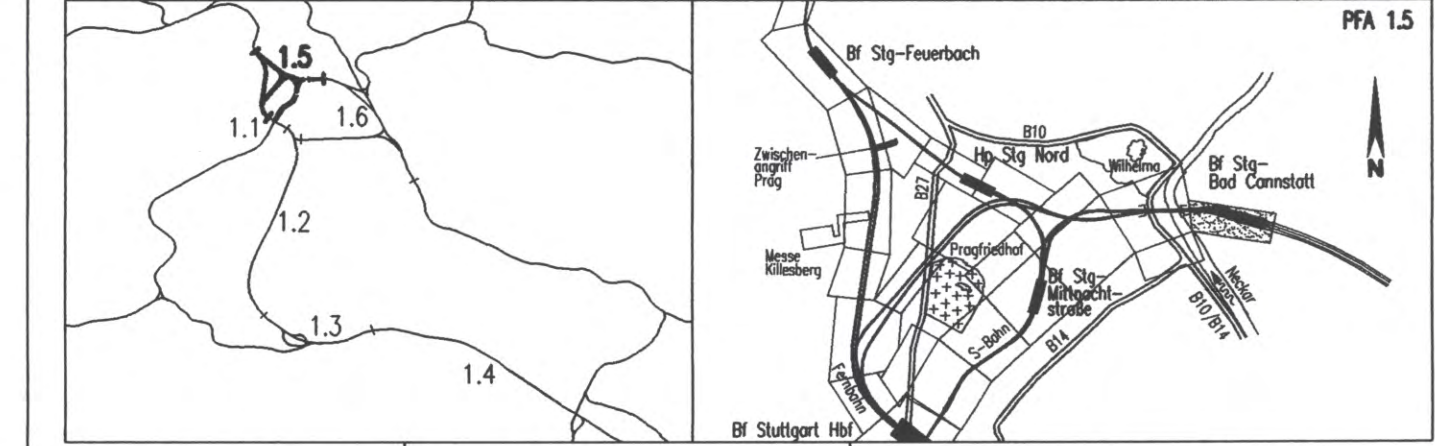 1.5
1.1
1.6
1.2
1.3
1.4
PFA 1.5
Bf Stg-Feuerbach
Zwischen-
angriff
Prag
B10
Hp Stg Nord
Wilhelma
Bf Stg-
Bad Cannstatt
N
B27
Messe
Killesberg
Pragfriedhof
Bf Stg-
Mittnacht-
straße
Neckar
B10/B14
S-Bahn
B14
Fernbahn
Bf Stuttgart Hbf